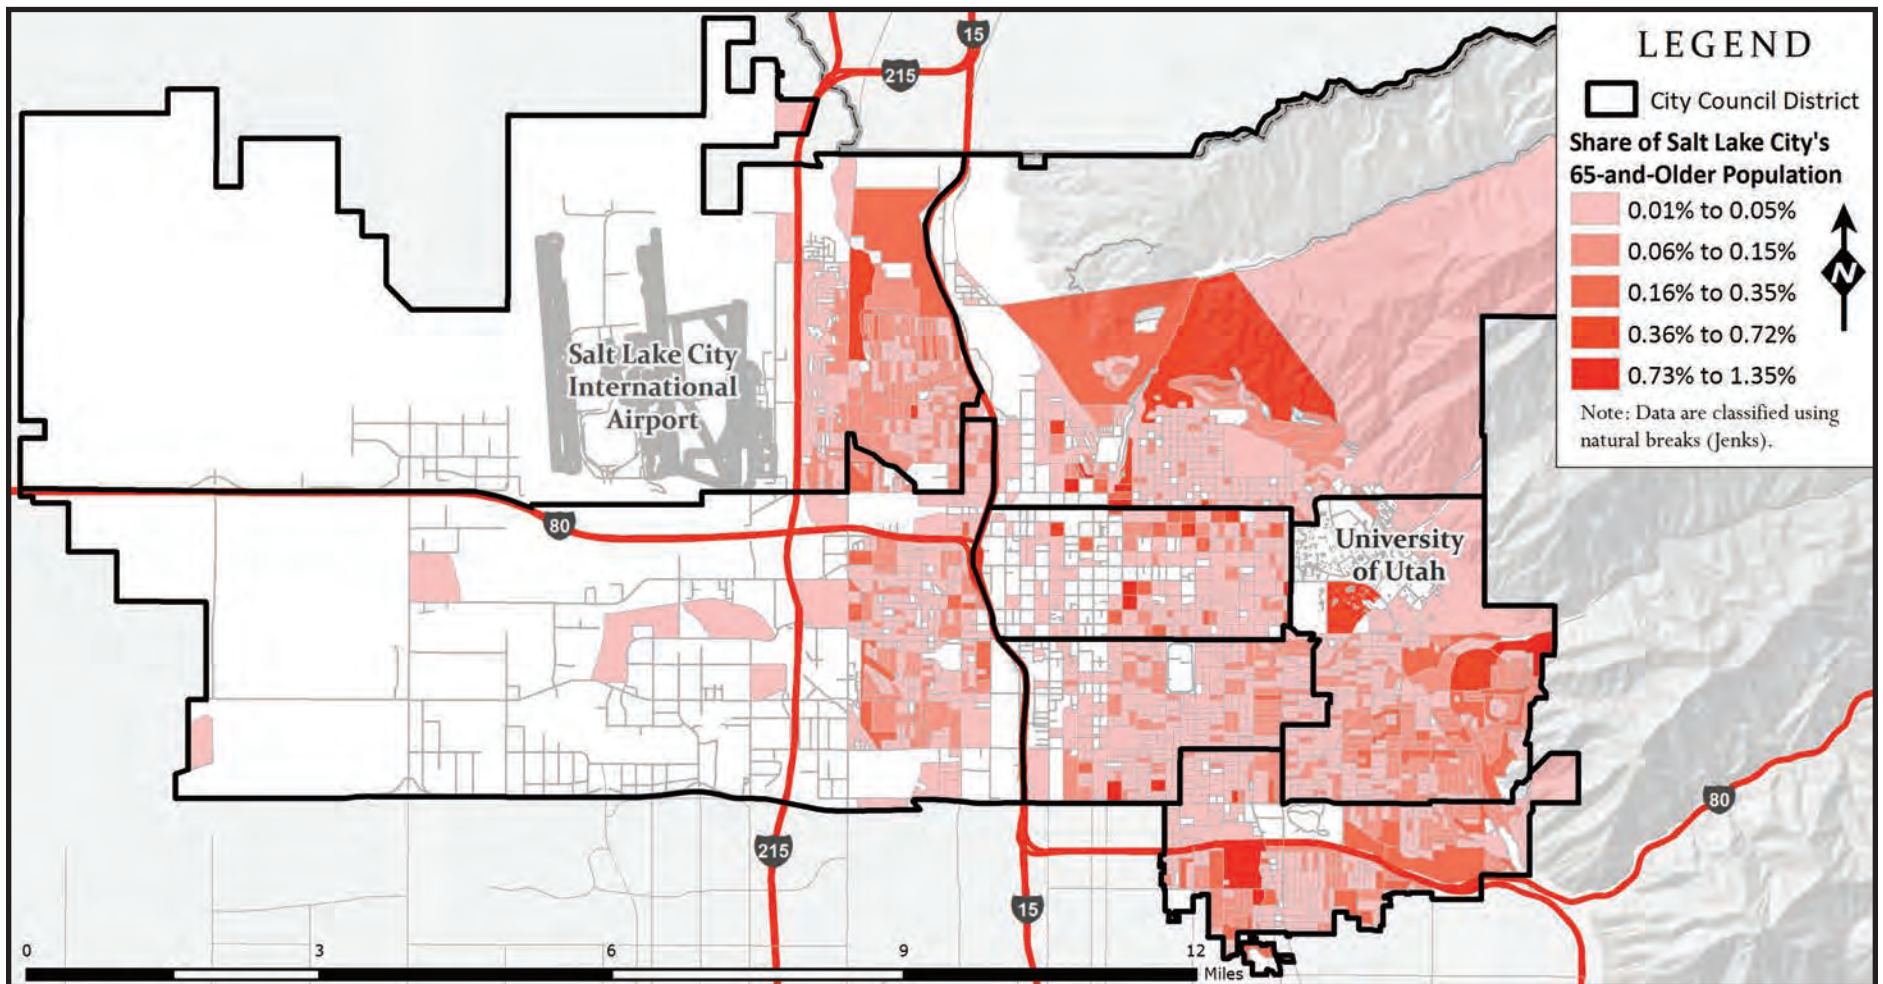 15
215
LEGEND
City Council District
Share of Salt Lake City's
65-and-Older Population
0.01% to 0.05%
0.06% to 0.15%
0.16% to 0.35%
0.36% to 0.72%
0.73% to 1.35%
N
Note: Data are classified using
natural breaks (Jenks).
Salt Lake City
International
Airport
80
University
of Utah
80
215
15
0 3 6 9 12
Miles